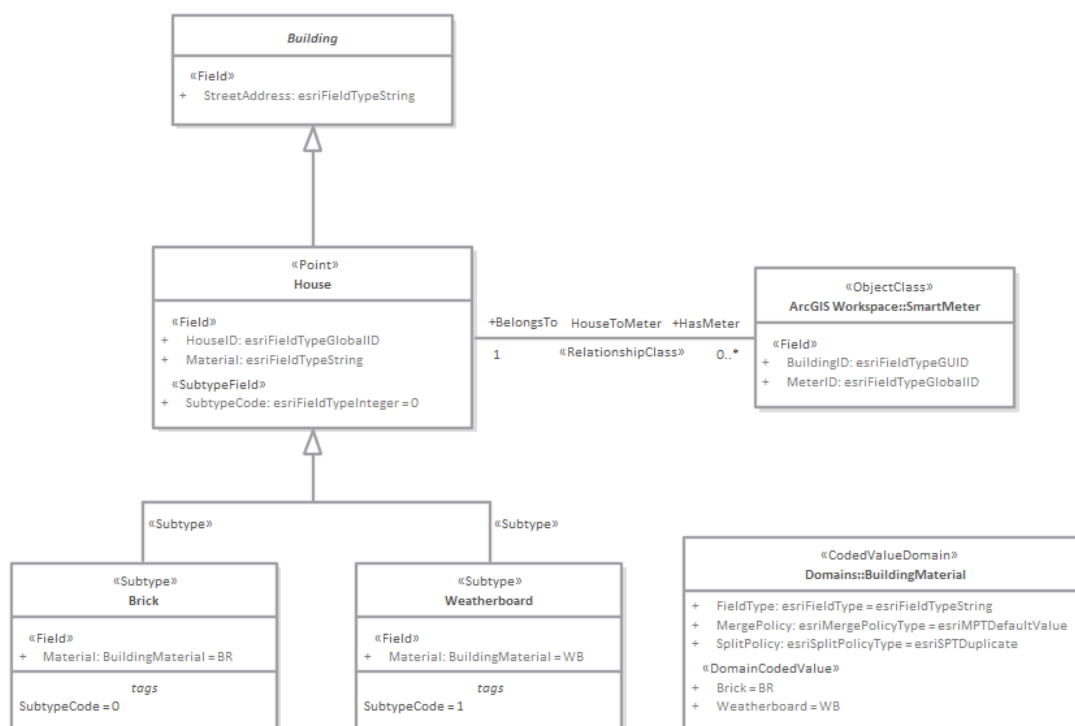 Building
«Field»
+ StreetAddress: esriFieldTypeString
«Point»
House
«Field»
+ HouseID: esriFieldTypeGlobalID
+ Material: esriFieldTypeString
«SubtypeField»
+ SubtypeCode: esriFieldTypeInteger = 0
+BelongsTo HouseToMeter +HasMeter
1 «RelationshipClass» 0..*
«ObjectClass»
ArcGIS Workspace::SmartMeter
«Field»
+ BuildingID: esriFieldTypeGUID
+ MeterID: esriFieldTypeGlobalID
«Subtype» «Subtype»
«Subtype»
Brick
«Field»
+ Material: BuildingMaterial = BR
tags
SubtypeCode = 0
«Subtype»
Weatherboard
«Field»
+ Material: BuildingMaterial = WB
tags
SubtypeCode = 1
«CodedValueDomain»
Domains::BuildingMaterial
+ FieldType: esriFieldType = esriFieldTypeString
+ MergePolicy: esriMergePolicyType = esriMPTDefaultValue
+ SplitPolicy: esriSplitPolicyType = esriSPTDuplicate
«DomainCodedValue»
+ Brick = BR
+ Weatherboard = WB